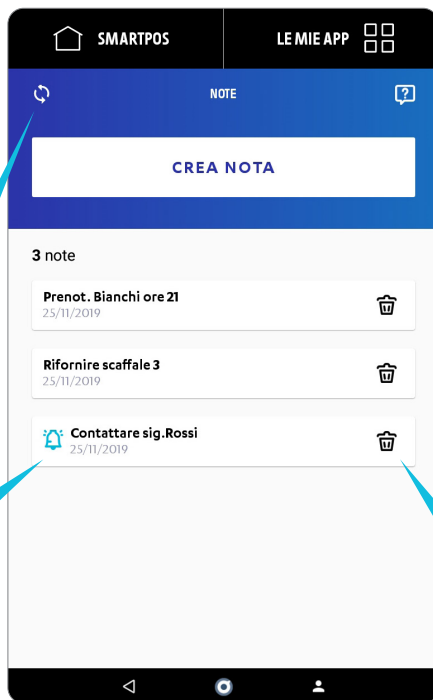 SMARTPOS
LE MIE APP
NOTE
?
CREA NOTA
3 note
Prenot. Bianchi ore 21
25/11/2019
Rifornire scaffale 3
25/11/2019
Contattare sig.Rossi
25/11/2019